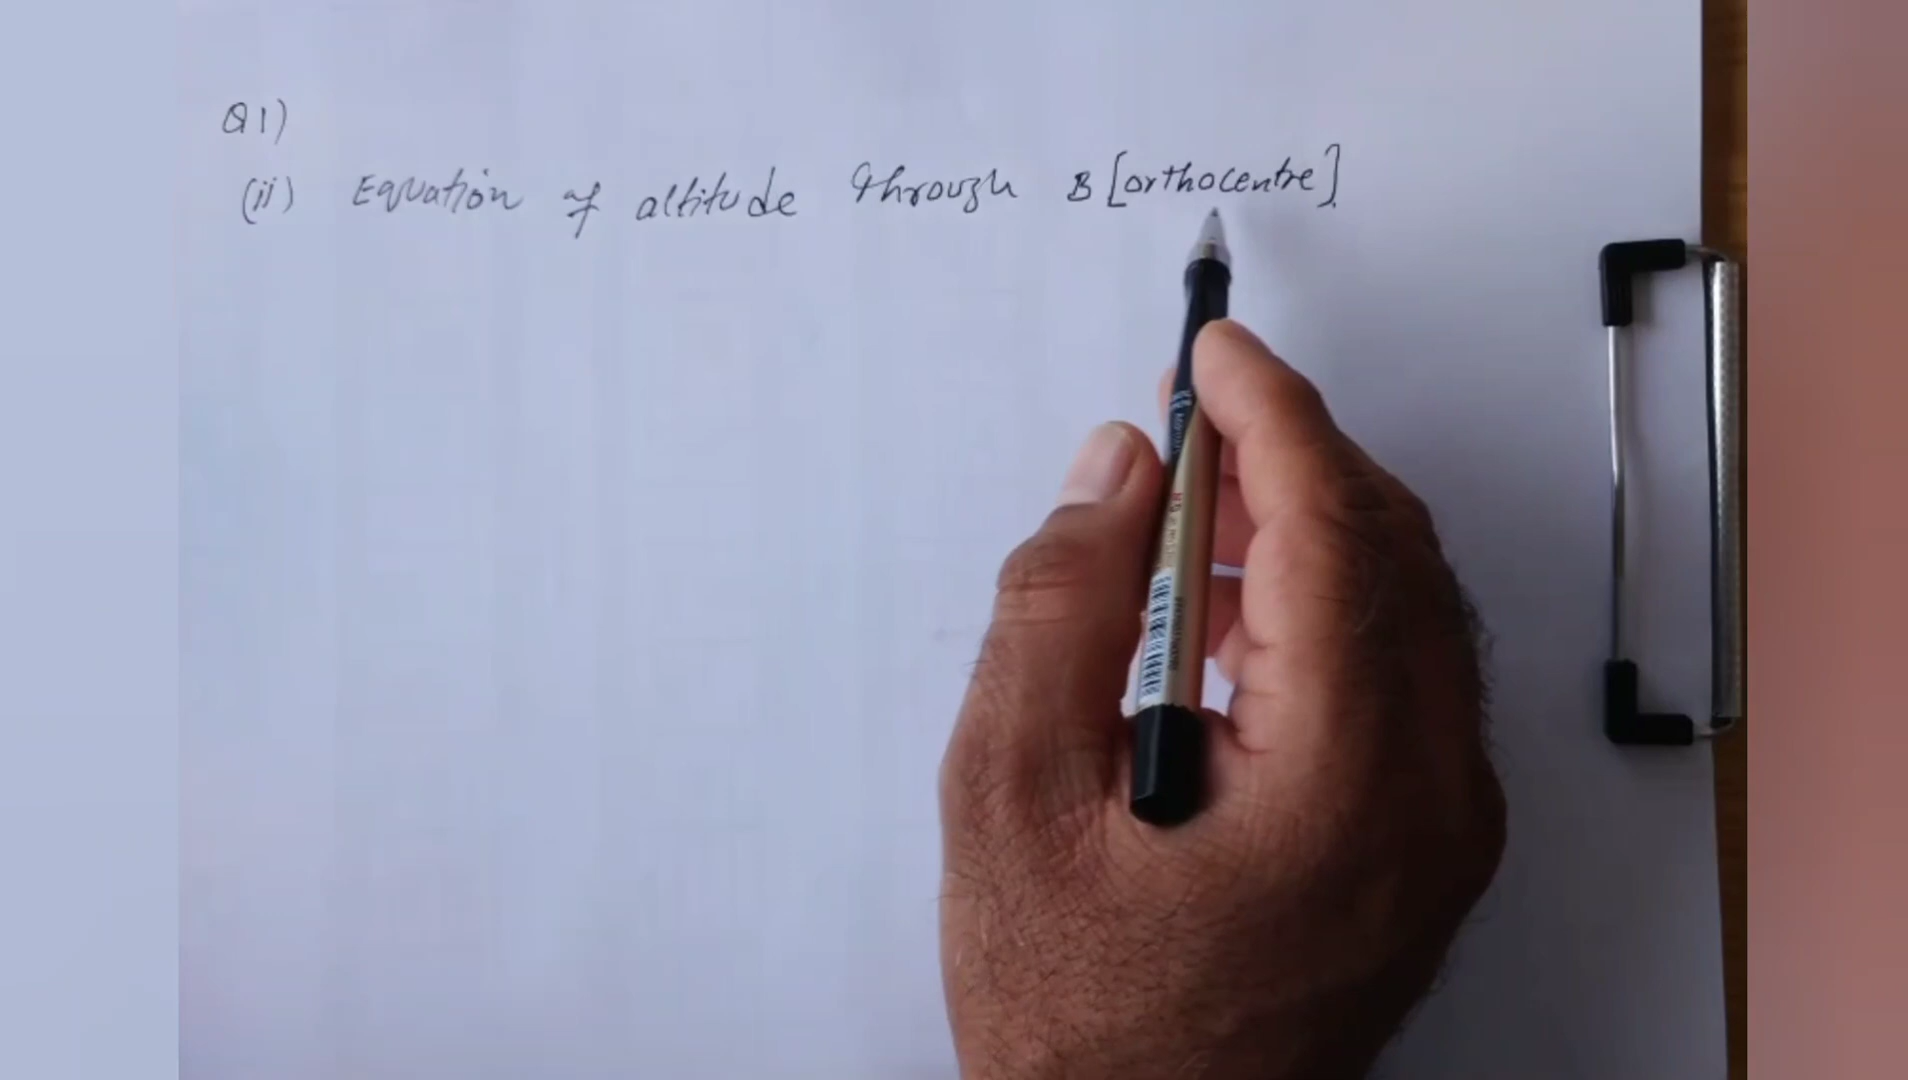 Q1)
(ii) Equation of altitude through B [orthocentre].